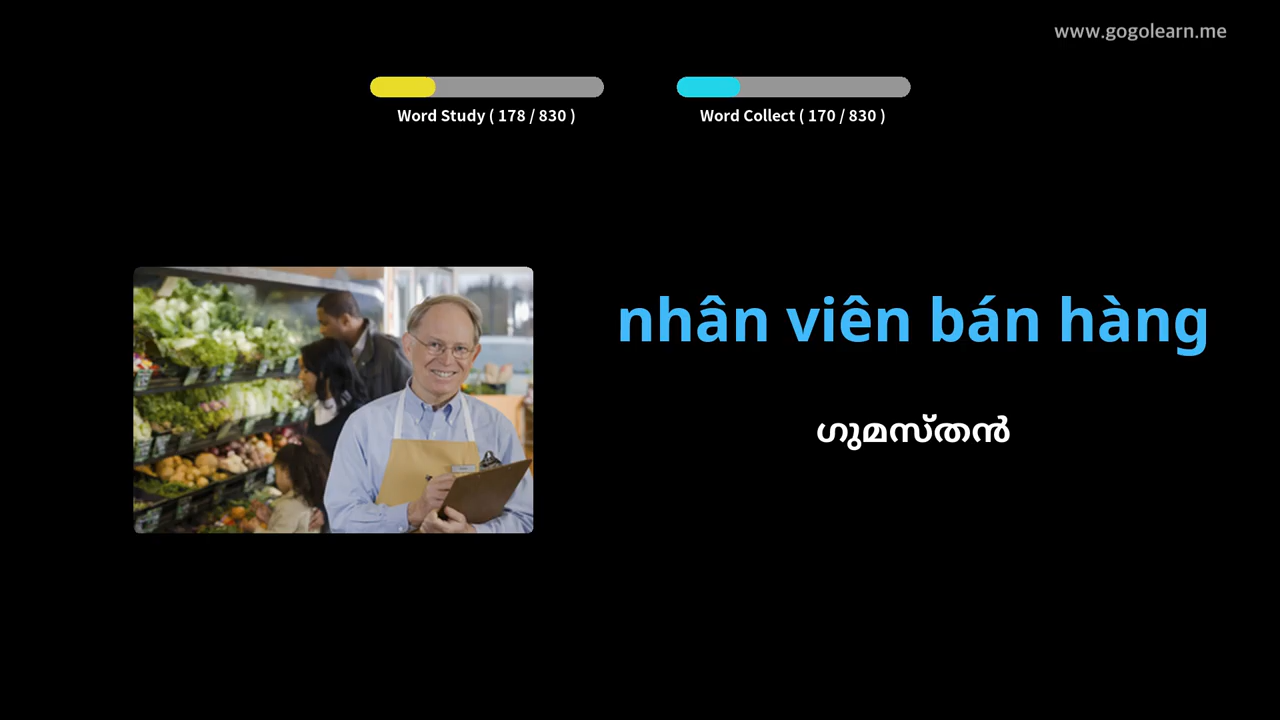 www.gogolearn.me
Word Study ( 178 / 830 )
Word Collect ( 170 / 830 )
nhân viên bán hàng
ഗുമസ്തൻ